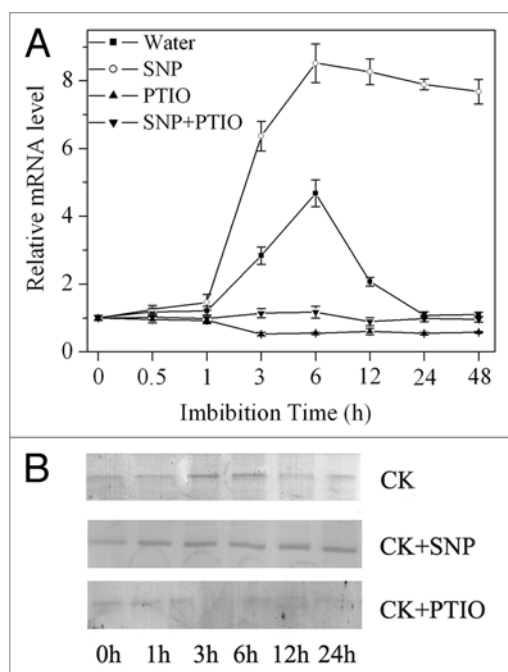 A
Water
SNP
PTIO
SNP+PTIO
Relative mRNA level
8
6
4
2
0
0 0.5 1 3 6 12 24 48
Imbibition Time (h)
B
CK
CK+SNP
CK+PTIO
0h 1h 3h 6h 12h 24h